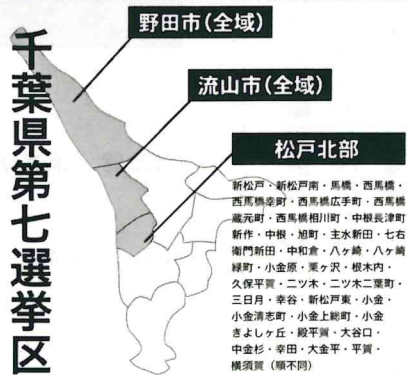 千葉県第七選挙区
野田市（全域）
流山市（全域）
松戸北部
新松戸・新松戸南・馬橋・西馬橋・
西馬橋幸町・西馬橋広手町・西馬橋
蔵元町・西馬橋相川町・中根長津町
新作・中根・旭町・主水新田・七右
衛門新田・中和倉・八ヶ崎・八ヶ崎
緑町・小金原・栗ヶ沢・根木内・
久保平賀・二ツ木・二ツ木二葉町・
三日月・幸谷・新松戸東・小金・
小金清志町・小金上総町・小金
きよしヶ丘・殿平賀・大谷口・
中金杉・幸田・大金平・平賀・
横須賀（順不同）